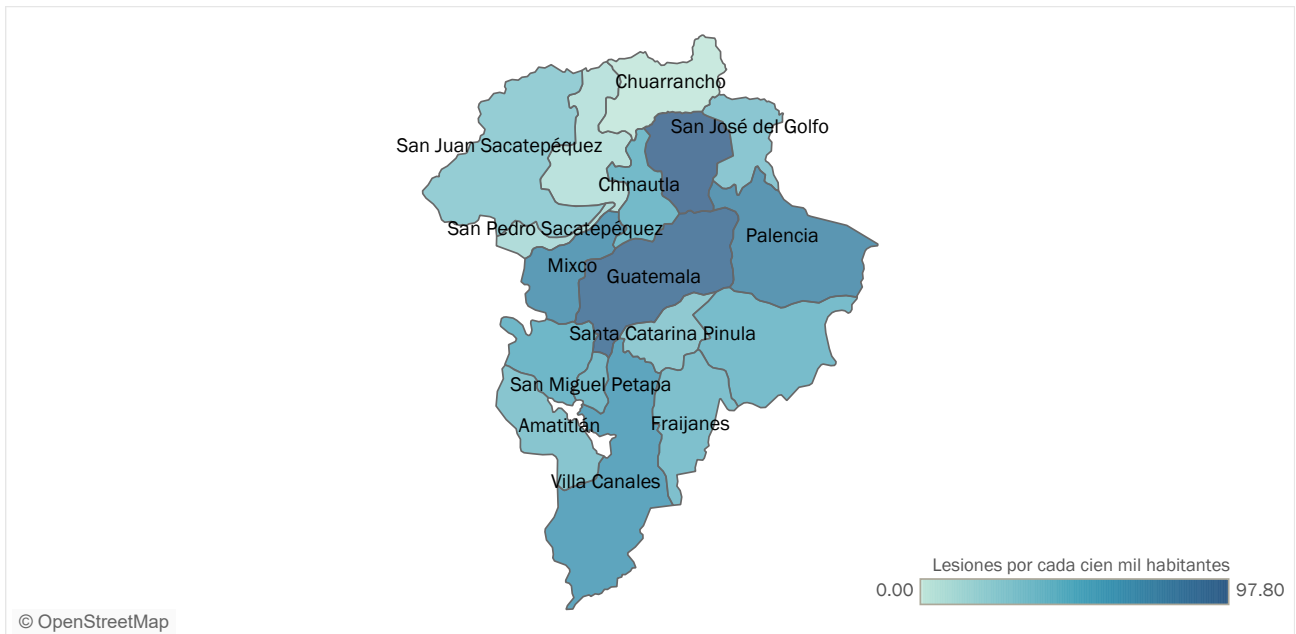 Chuarrancho
San José del Golfo
San Juan Sacatepéquez
Chinautla
San Pedro Sacatepéquez
Palencia
Mixco
Guatemala
Santa Catarina Pinula
San Miguel Petapa
Amatitlán
Fraijanes
Villa Canales
Lesiones por cada cien mil habitantes
0.00
97.80
© OpenStreetMap